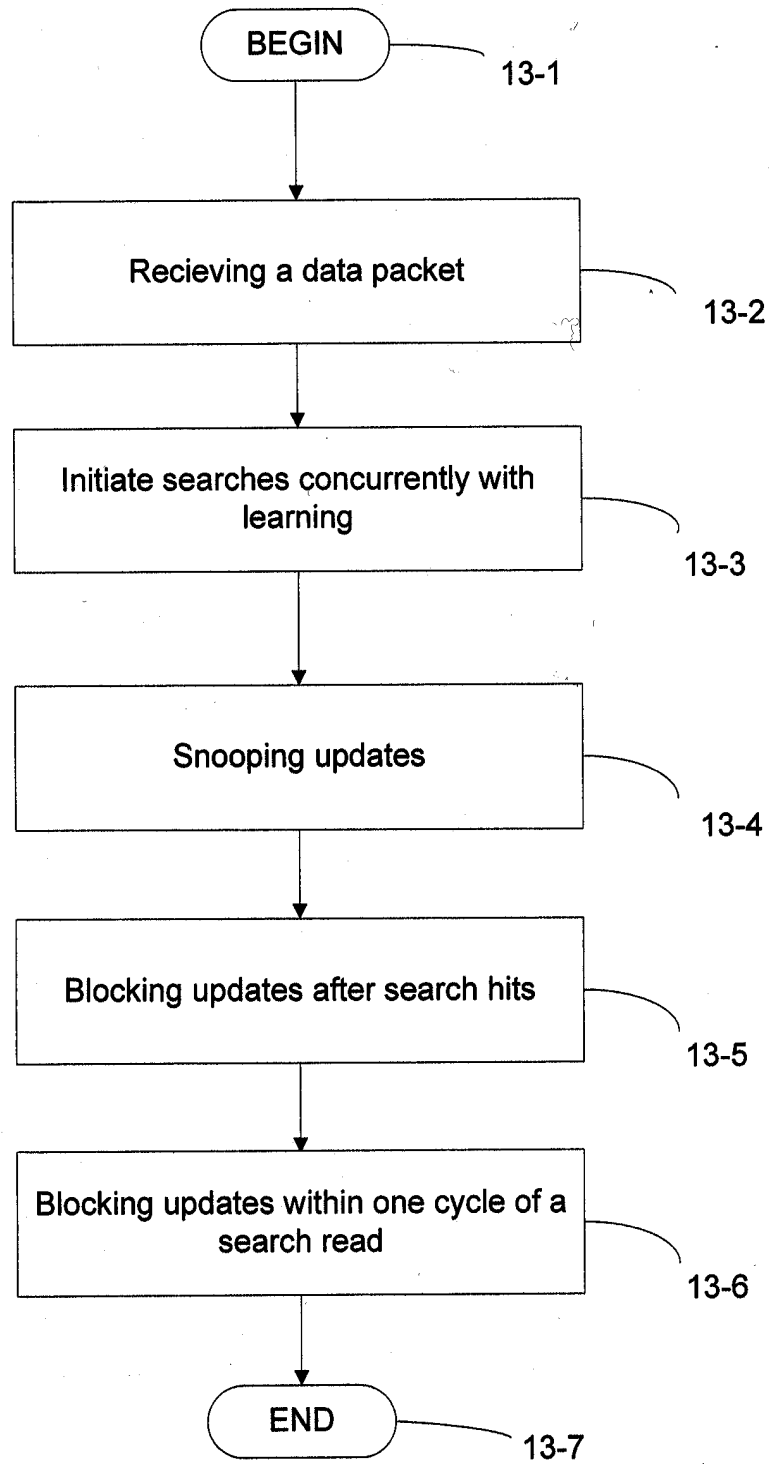 BEGIN
13-1
Recieving a data packet
13-2
Initiate searches concurrently with
learning
13-3
Snooping updates
13-4
Blocking updates after search hits
13-5
Blocking updates within one cycle of a
search read
13-6
END
13-7